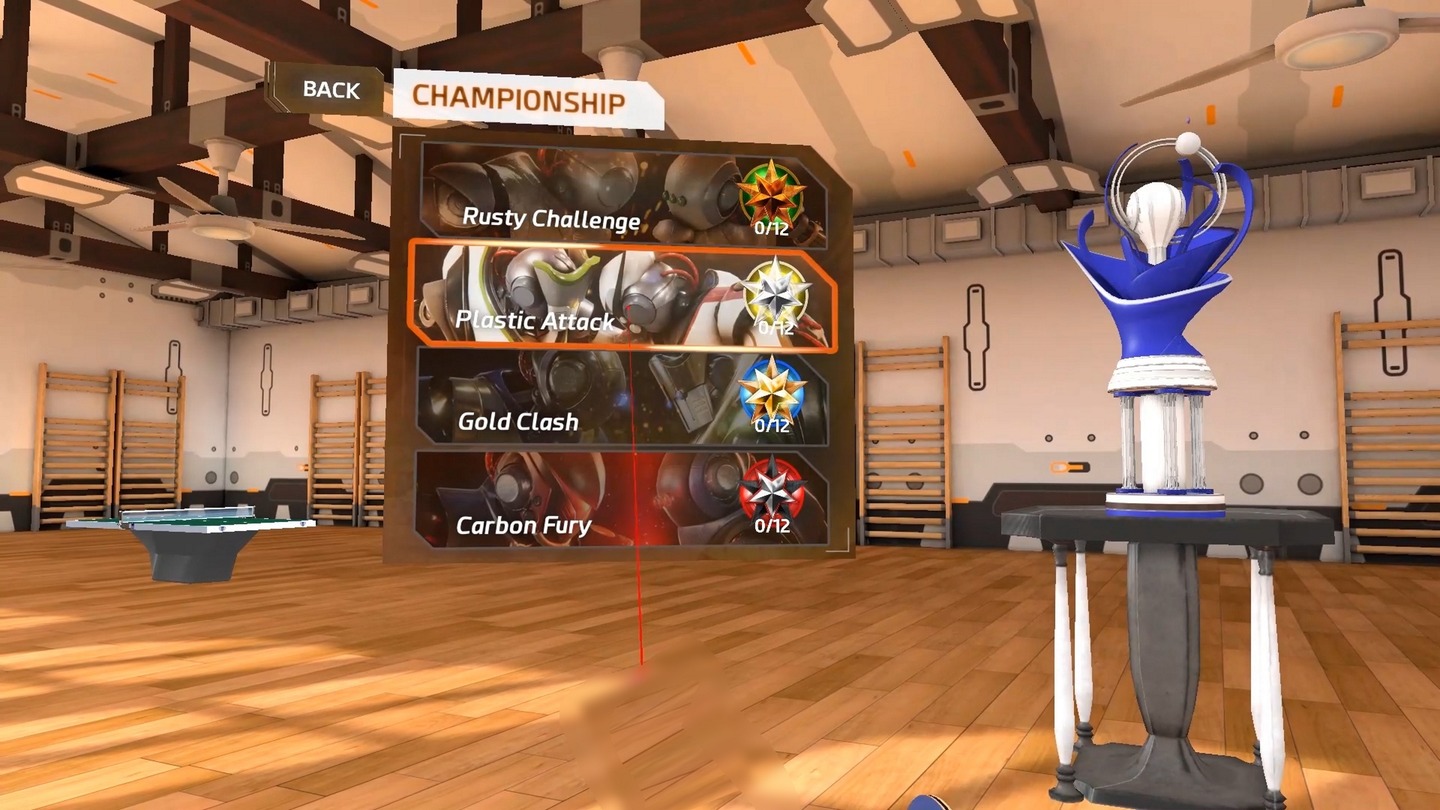 BACK
CHAMPIONSHIP
Rusty Challenge
0/12
Plastic Attack
0/12
Gold Clash
0/12
Carbon Fury
0/12